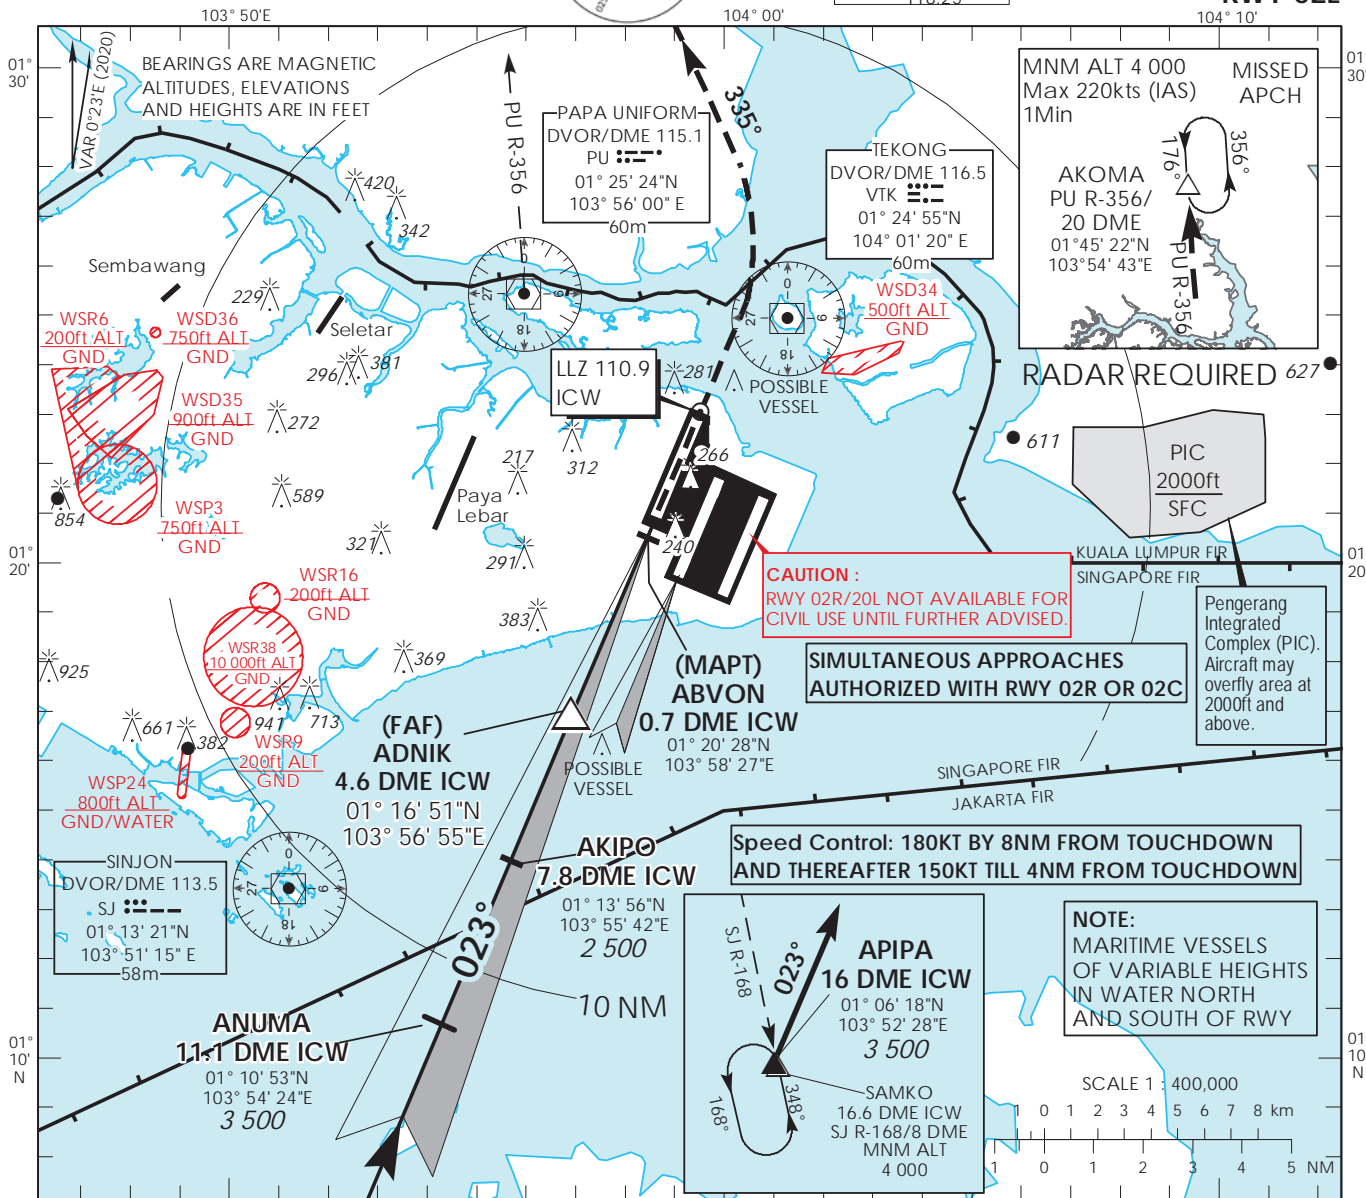 103° 50'E
104° 00'
104° 10'
01°
30'
VAR 0°23'E (2020)
BEARINGS ARE MAGNETIC
ALTITUDES, ELEVATIONS
AND HEIGHTS ARE IN FEET
PU R-356
PAPA UNIFORM
DVOR/DME 115.1
PU
01° 25' 24"N
103° 56' 00" E
60m
335°
TEKONG
DVOR/DME 116.5
VTK
01° 24' 55"N
104° 01' 20" E
60m
MNM ALT 4 000
Max 220kts (IAS)
1Min
MISSED
APCH
176°
356°
AKOMA
PU R-356/
20 DME
01°45' 22"N
103°54' 43"E
PU R-356
01
30'
420
342
Sembawang
229
Seletar
296
381
WSR6
200ft ALT
GND
WSD36
750ft ALT
GND
WSD35
900ft ALT
GND
WSP3
750ft ALT
GND
272
589
854
0
9
18
27
0
9
18
27
WSD34
500ft ALT
GND
LLZ 110.9
ICW
281
POSSIBLE
VESSEL
RADAR REQUIRED
627
611
PIC
2000ft
SFC
217
312
266
Paya
Lebar
321
291
240
383
01°
20'
01
20'
KUALA LUMPUR FIR
SINGAPORE FIR
CAUTION :
RWY 02R/20L NOT AVAILABLE FOR
CIVIL USE UNTIL FURTHER ADVISED.
Pengerang
Integrated
Complex (PIC).
Aircraft may
overfly area at
2000ft and
above.
WSR16
200ft ALT
GND
WSR38
10 000ft ALT
GND
925
369
941
713
661
382
WSR9
200ft ALT
GND
WSP24
800ft ALT
GND/WATER
SIMULTANEOUS APPROACHES
AUTHORIZED WITH RWY 02R OR 02C
(MAPT)
ABVON
0.7 DME ICW
01° 20' 28"N
103° 58' 27"E
(FAF)
ADNIK
4.6 DME ICW
01° 16' 51"N
103° 56' 55"E
POSSIBLE
VESSEL
SINGAPORE FIR
JAKARTA FIR
Speed Control: 180KT BY 8NM FROM TOUCHDOWN
AND THEREAFTER 150KT TILL 4NM FROM TOUCHDOWN
AKIPO
7.8 DME ICW
01° 13' 56"N
103° 55' 42"E
2 500
SINJON
DVOR/DME 113.5
SJ
01° 13' 21"N
103° 51' 15" E
58m
0
9
18
27
023°
10 NM
ANUMA
11.1 DME ICW
01° 10' 53"N
103° 54' 24"E
3 500
SJ R-168
023°
APIPA
16 DME ICW
01° 06' 18"N
103° 52' 28"E
3 500
168°
348°
SAMKO
16.6 DME ICW
SJ R-168/8 DME
MNM ALT
4 000
NOTE:
MARITIME VESSELS
OF VARIABLE HEIGHTS
IN WATER NORTH
AND SOUTH OF RWY
01°
10'
N
01
10'
N
SCALE 1 : 400,000
1 0 1 2 3 4 5 6 7 8 km
1 0 1 2 3 4 5 NM